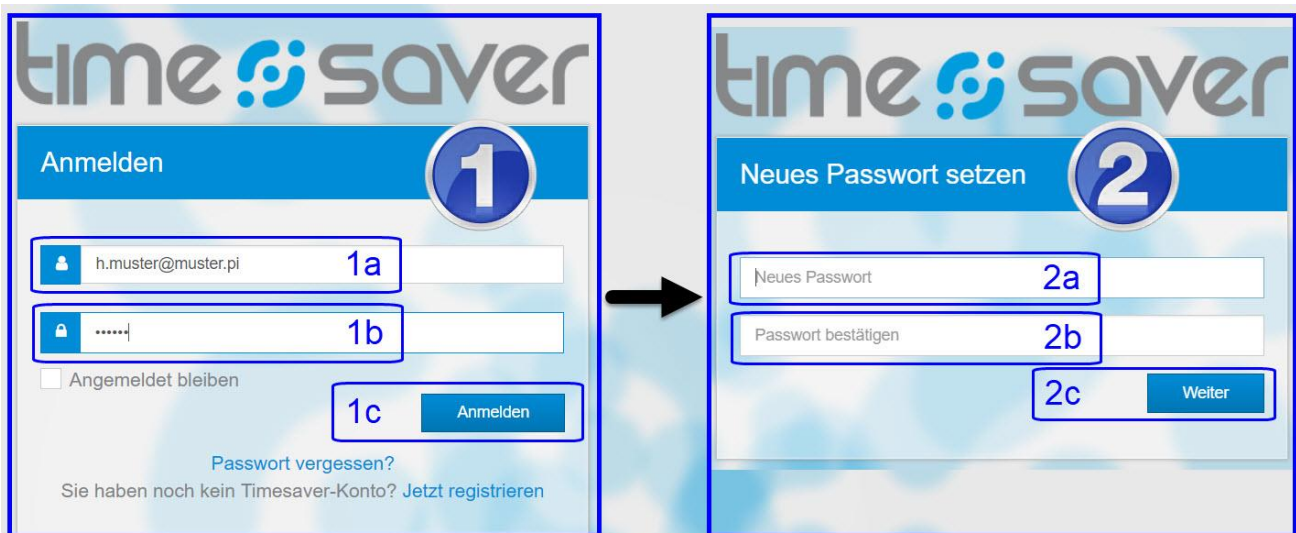 time saver
Anmelden
1
h.muster@muster.pi
1a
••••••
1b
Angemeldet bleiben
1c
Anmelden
Passwort vergessen?
Sie haben noch kein Timesaver-Konto? Jetzt registrieren
time saver
Neues Passwort setzen
2
Neues Passwort
2a
Passwort bestätigen
2b
2c
Weiter